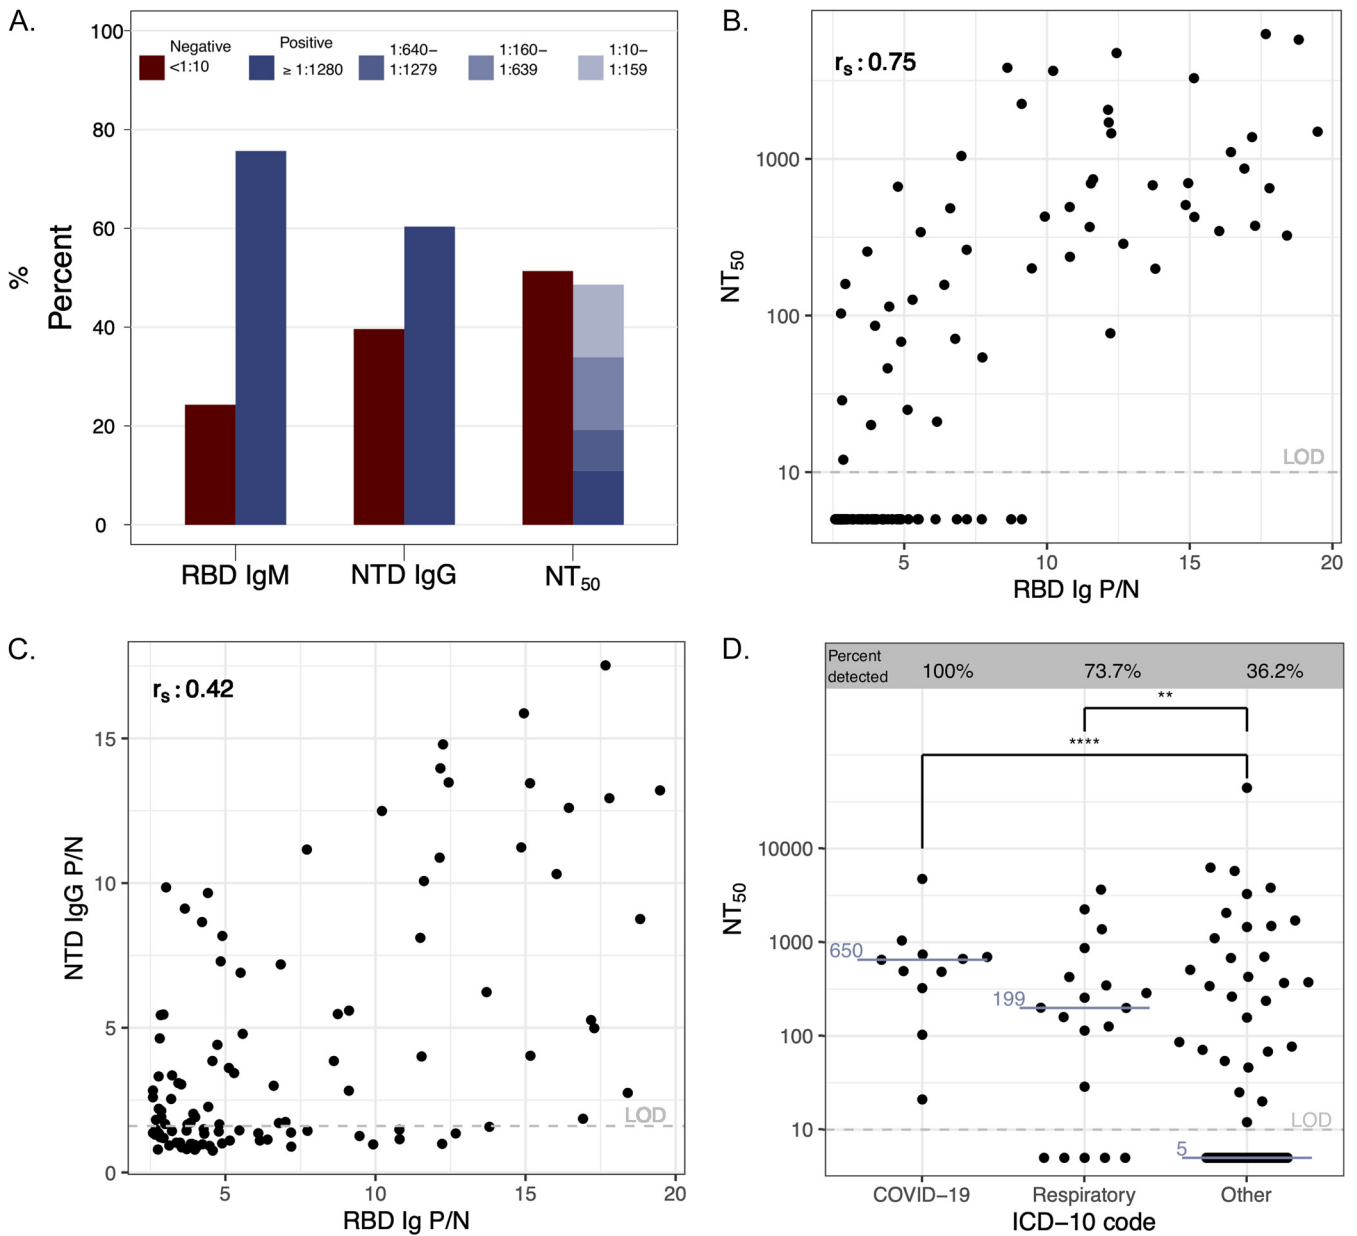 A.
100
80
60
40
20
0
%
Percent
Negative
<1:10
Positive
≥ 1:1280
1:640–
1:1279
1:160–
1:639
1:10–
1:159
RBD IgM
NTD IgG
NT50
B.
rs : 0.75
1000
100
10
NT50
LOD
5
10
15
20
RBD Ig P/N
C.
rs : 0.42
15
10
5
0
NTD IgG P/N
LOD
5
10
15
20
RBD Ig P/N
D.
Percent
detected
100%
73.7%
36.2%
**
****
10000
1000
100
10
NT50
650
199
5
LOD
COVID−19
Respiratory
Other
ICD−10 code